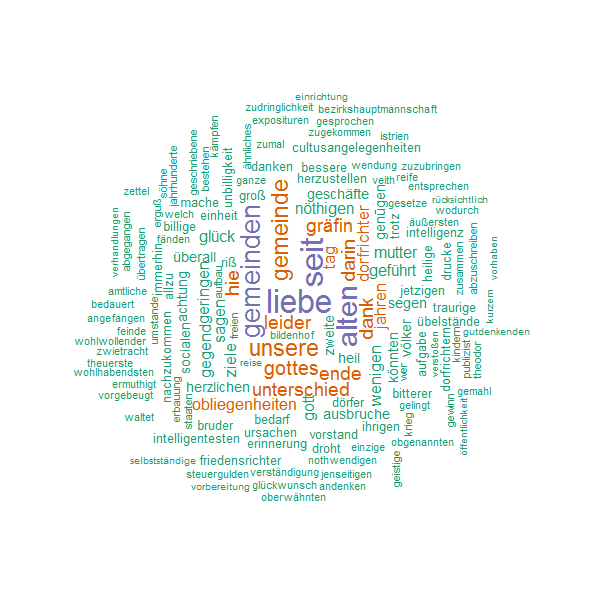 einrichtung
zudringlichkeit
bezirkshauptmannschaft
exposituren
gesprochen
zugekommen
istrien
zumal
cultusangelegenheiten
kämpfen
ähnliches
geschriebene
bestehen
jahrhunderte
söhne
unbilligkeit
danken
bessere
wendung
zuzubringen
ganze
herzustellen
veith
reife
entsprechen
zettel
erguß
mache
groß
geschäfte
gesetze
rücksichtlich
welch
einheit
nöthigen
genügen
trotz
wodurch
verhandlungen
abgegangen
übertragen
billige
fänden
glück
gemeinden
gemeinde
seit
gräfin
tag
darin
dorfrichter
äußersten
intelligenz
abzuschreiben
immerhin
allzu
überall
riß
hie
aufbau
mutter
geführt
heilige
drucke
zusammen
vorhaben
amtliche
bedauert
angefangen
umstande
socialen
achtung
gegend
geringen
sagen
freien
liebe
alten
dank
jahren
jetzigen
segen
traurige
kurzem
feinde
wohlwollender
zwietracht
nachzukommen
leider
bildenhof
zweite
völker
übelstände
gutdenkenden
theuerste
wohlhabendsten
ziele
reise
unsere
heil
wenigen
könnten
wer
aufgabe
verstoßen
dorfrichtern
kindern
publizist
theodor
ermuthigt
vorgebeugt
erbauung
staaten
herzlichen
gottes
ende
unterschied
bitterer
gemahl
obliegenheiten
gott
dörfer
gelingt
gewinn
öffentlichkeit
waltet
bruder
bedarf
ausbruche
ihrigen
krieg
intelligentesten
ursachen
vorstand
erinnerung
droht
einzige
obgenannten
selbstständige
friedensrichter
nothwendigen
geistige
steuergulden
verständigung
jenseitigen
vorbereitung
glückwunsch
andenken
oberwähnten